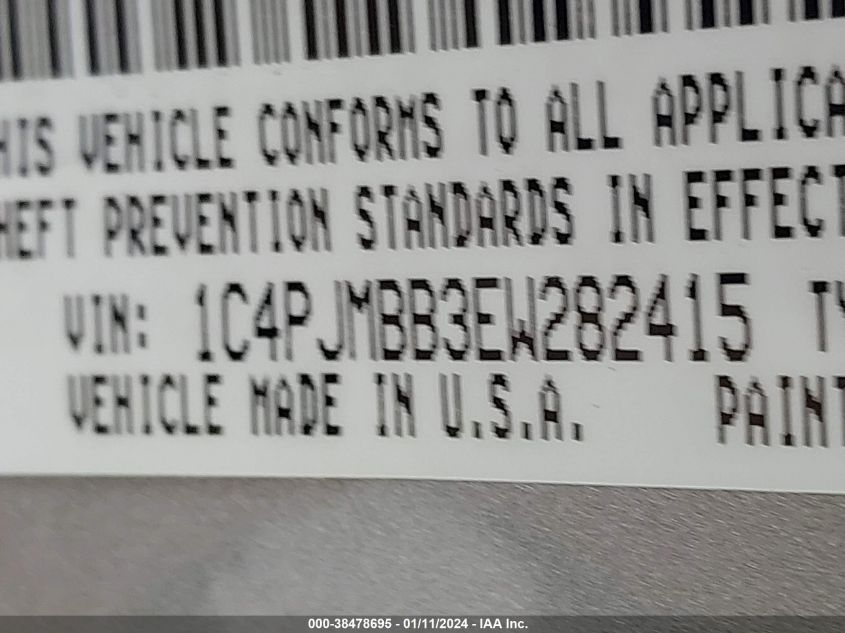 HIS VEHICLE CONFORMS TO ALL APPLICA
HEFT PREVENTION STANDARDS IN EFFECT
VIN: 1C4PJMBB3EW282415 TY
VEHICLE MADE IN U.S.A. PAINT
000-38478695 - 01/11/2024 - IAA Inc.